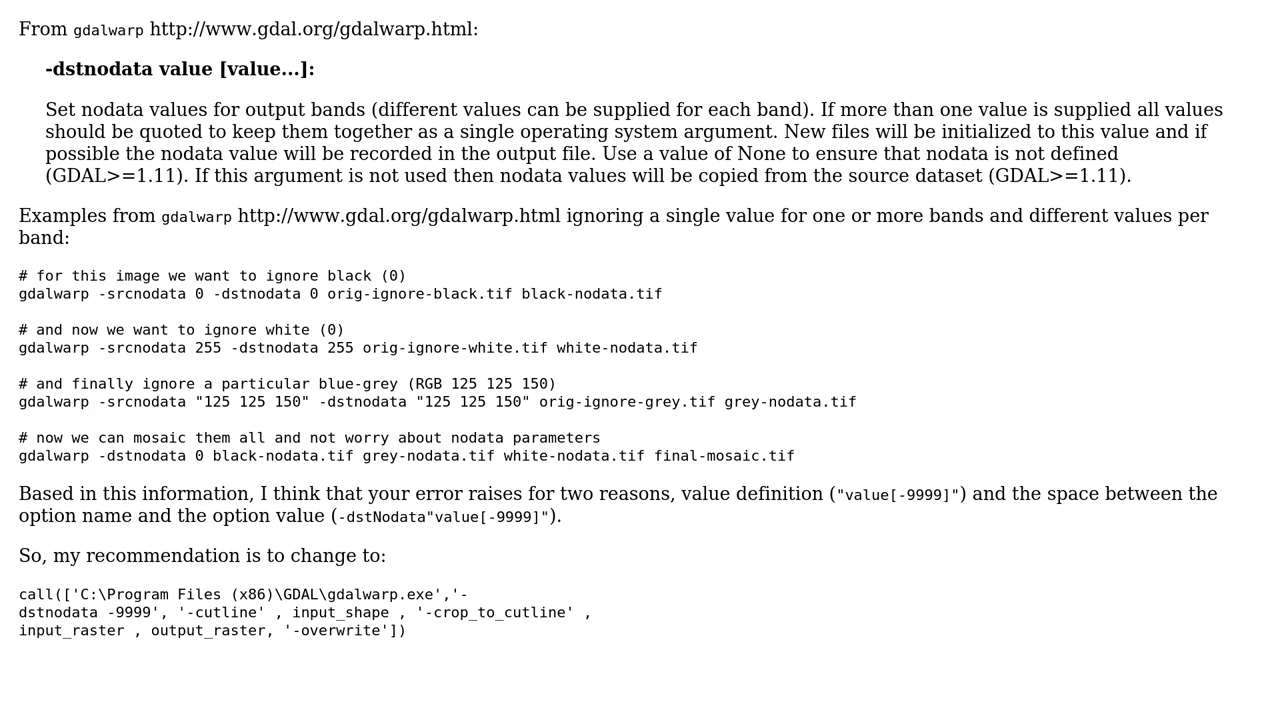 From gdalwarp http://www.gdal.org/gdalwarp.html:
-dstnodata value [value...]:
Set nodata values for output bands (different values can be supplied for each band). If more than one value is supplied all values
should be quoted to keep them together as a single operating system argument. New files will be initialized to this value and if
possible the nodata value will be recorded in the output file. Use a value of None to ensure that nodata is not defined
(GDAL>=1.11). If this argument is not used then nodata values will be copied from the source dataset (GDAL>=1.11).
Examples from gdalwarp http://www.gdal.org/gdalwarp.html ignoring a single value for one or more bands and different values per
band:
# for this image we want to ignore black (0)
gdalwarp -srcnodata 0 -dstnodata 0 orig-ignore-black.tif black-nodata.tif
# and now we want to ignore white (0)
gdalwarp -srcnodata 255 -dstnodata 255 orig-ignore-white.tif white-nodata.tif
# and finally ignore a particular blue-grey (RGB 125 125 150)
gdalwarp -srcnodata "125 125 150" -dstnodata "125 125 150" orig-ignore-grey.tif grey-nodata.tif
# now we can mosaic them all and not worry about nodata parameters
gdalwarp -dstnodata 0 black-nodata.tif grey-nodata.tif white-nodata.tif final-mosaic.tif
Based in this information, I think that your error raises for two reasons, value definition ("value[-9999]") and the space between the
option name and the option value (-dstNodata"value[-9999]").
So, my recommendation is to change to:
call(['C:\Program Files (x86)\GDAL\gdalwarp.exe','-
dstnodata -9999', '-cutline' , input_shape , '-crop_to_cutline' ,
input_raster , output_raster, '-overwrite'])